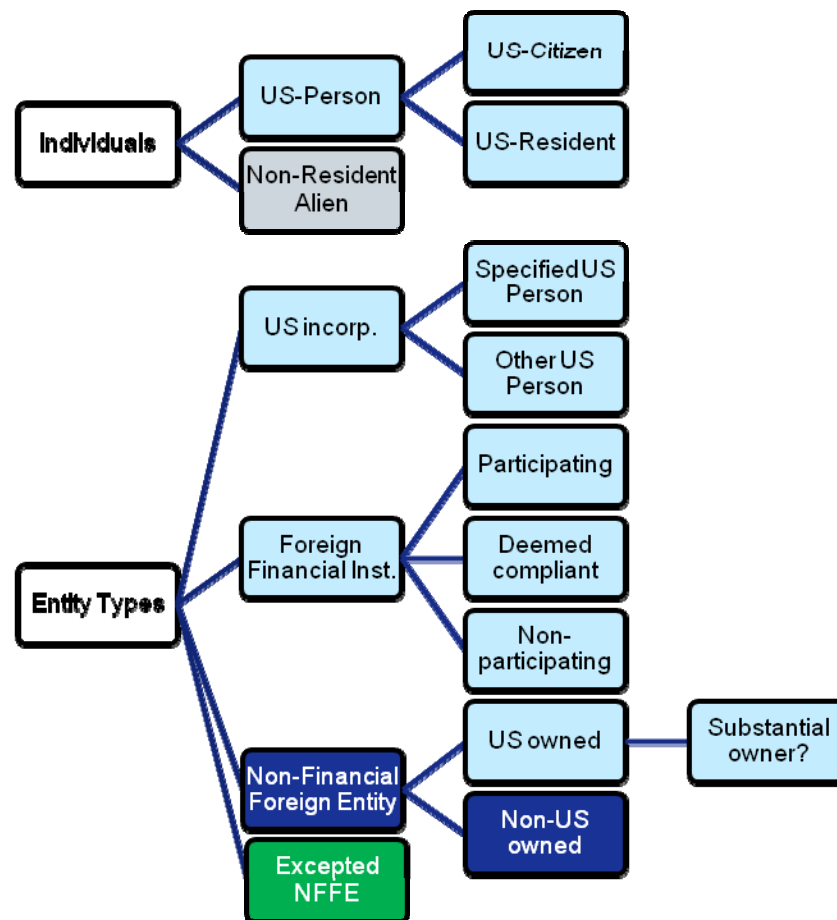 US-Citizen
US-Person
US-Resident
Individuals
Non-Resident
Alien
Specified US
Person
US incorp.
Other US
Person
Participating
Foreign
Financial Inst.
Deemed
compliant
Entity Types
Non-
participating
US owned
Substantial
owner?
Non-Financial
Foreign Entity
Non-US
owned
Excepted
NFFE